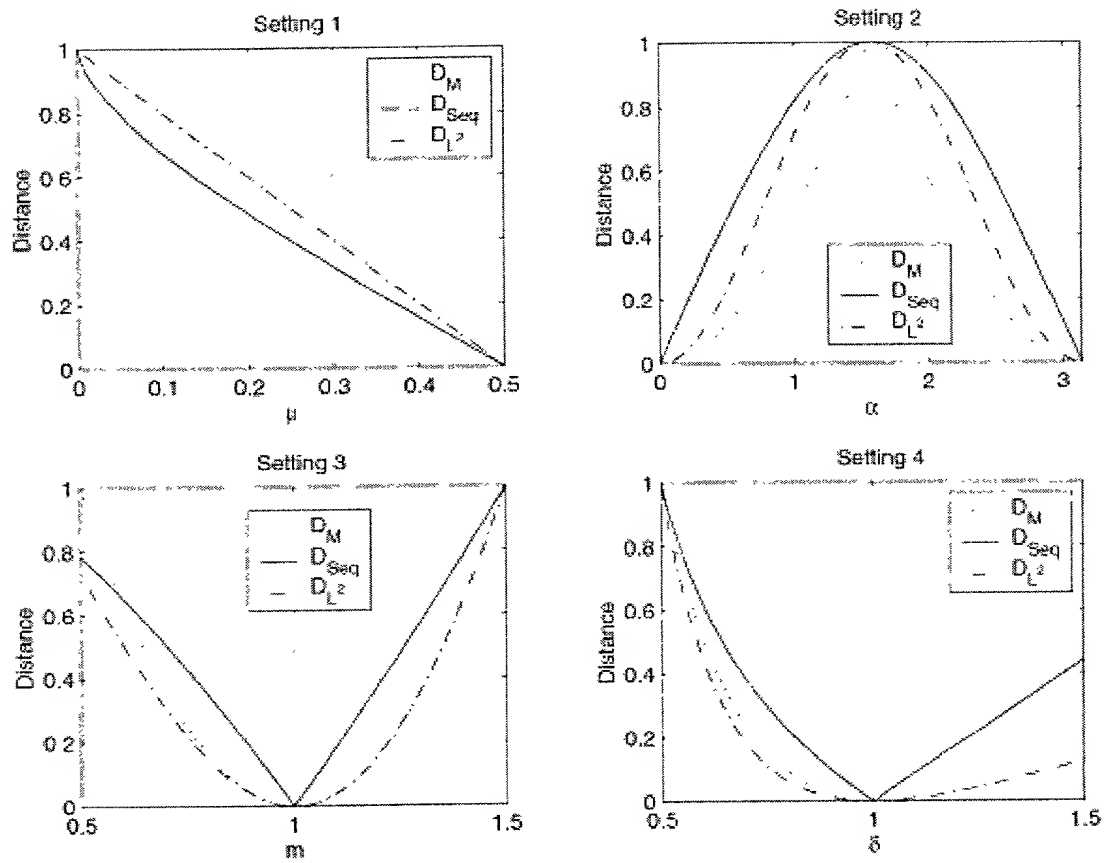 Setting 1
1
0.8
0.6
0.4
0.2
0
Distance
D_M
D_Seq
D_L²
0
0.1
0.2
0.3
0.4
0.5
μ
Setting 2
1
0.8
0.6
0.4
0.2
0
Distance
D_M
D_Seq
D_L²
0
1
2
3
α
Setting 3
1
0.8
0.6
0.4
0.2
0
Distance
D_M
D_Seq
D_L²
0.5
1
1.5
m
Setting 4
1
0.8
0.6
0.4
0.2
0
Distance
D_M
D_Seq
D_L²
0.5
1
1.5
δ